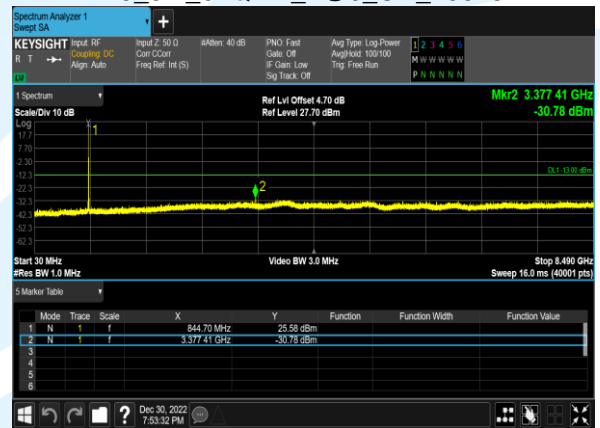 Spectrum Analyzer 1
Swept SA
+
KEYSIGHT
R T
LV
Input: RF
Coupling: DC
Align: Auto
Input Z: 50 Ω
Corr CCorr
Freq Ref: Int (S)
#Atten: 40 dB
PNO: Fast
Gate: Off
IF Gain: Low
Sig Track: Off
Avg Type: Log-Power
Avg|Hold: 100/100
Trig: Free Run
1 2 3 4 5 6
M W W W W W
P N N N N N
1 Spectrum
Scale/Div 10 dB
Ref Lvl Offset 4.70 dB
Ref Level 27.70 dBm
Mkr2 3.377 41 GHz
-30.78 dBm
Log
17.7
7.70
-2.30
-12.3
-22.3
-32.3
-42.3
-52.3
-62.3
1
2
DL1 -13.00 dBm
Start 30 MHz
#Res BW 1.0 MHz
Video BW 3.0 MHz
Stop 8.490 GHz
Sweep 16.0 ms (40001 pts)
5 Marker Table
Mode Trace Scale X Y Function Function Width Function Value
1 N 1 f 844.70 MHz 25.58 dBm
2 N 1 f 3.377 41 GHz -30.78 dBm
3
4
5
6
?
Dec 30, 2022
7:53:32 PM